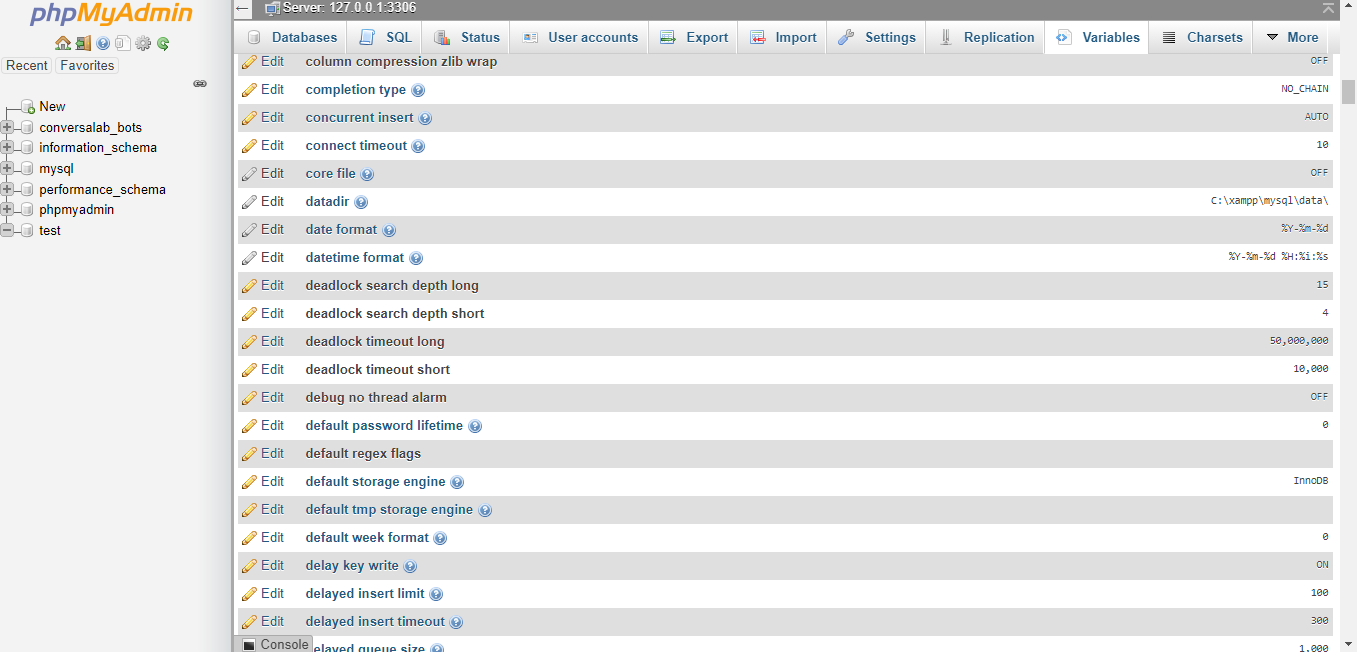 phpMyAdmin
Recent Favorites
New
conversalab_bots
information_schema
mysql
performance_schema
phpmyadmin
test
Server: 127.0.0.1:3306
Databases SQL Status User accounts Export Import Settings Replication Variables Charsets More
Edit column compression zlib wrap OFF
Edit completion type NO_CHAIN
Edit concurrent insert AUTO
Edit connect timeout 10
Edit core file OFF
Edit datadir C:\xampp\mysql\data\
Edit date format %Y-%m-%d
Edit datetime format %Y-%m-%d %H:%i:%s
Edit deadlock search depth long 15
Edit deadlock search depth short 4
Edit deadlock timeout long 50,000,000
Edit deadlock timeout short 10,000
Edit debug no thread alarm OFF
Edit default password lifetime 0
Edit default regex flags
Edit default storage engine InnoDB
Edit default tmp storage engine
Edit default week format 0
Edit delay key write ON
Edit delayed insert limit 100
Edit delayed insert timeout 300
Console elayed queue size 1,000